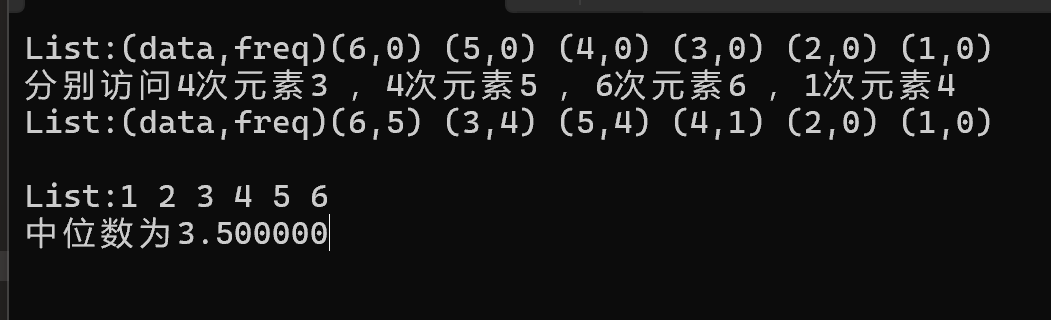 List:(data,freq)(6,0) (5,0) (4,0) (3,0) (2,0) (1,0)
分别访问4次元素3 , 4次元素5 , 6次元素6 , 1次元素4
List:(data,freq)(6,5) (3,4) (5,4) (4,1) (2,0) (1,0)
List:1 2 3 4 5 6
中位数为3.500000